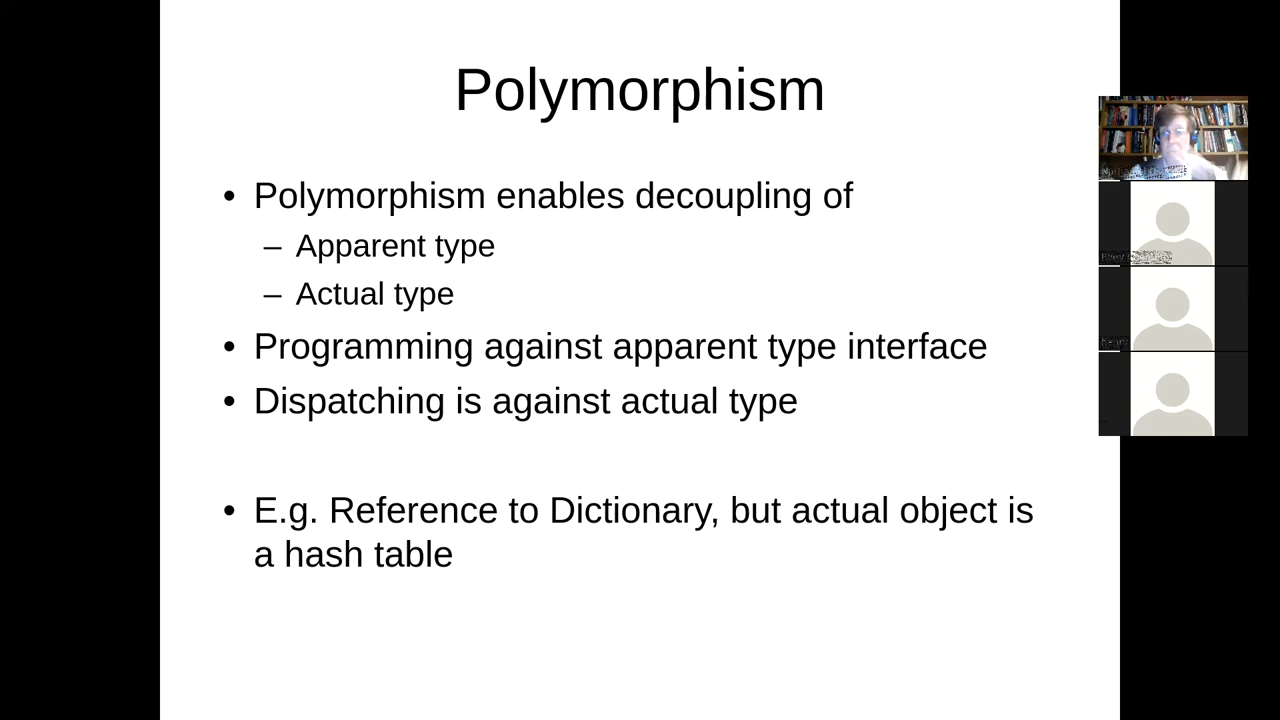 Polymorphism
• Polymorphism enables decoupling of
– Apparent type
– Actual type
• Programming against apparent type interface
• Dispatching is against actual type
• E.g. Reference to Dictionary, but actual object is
a hash table